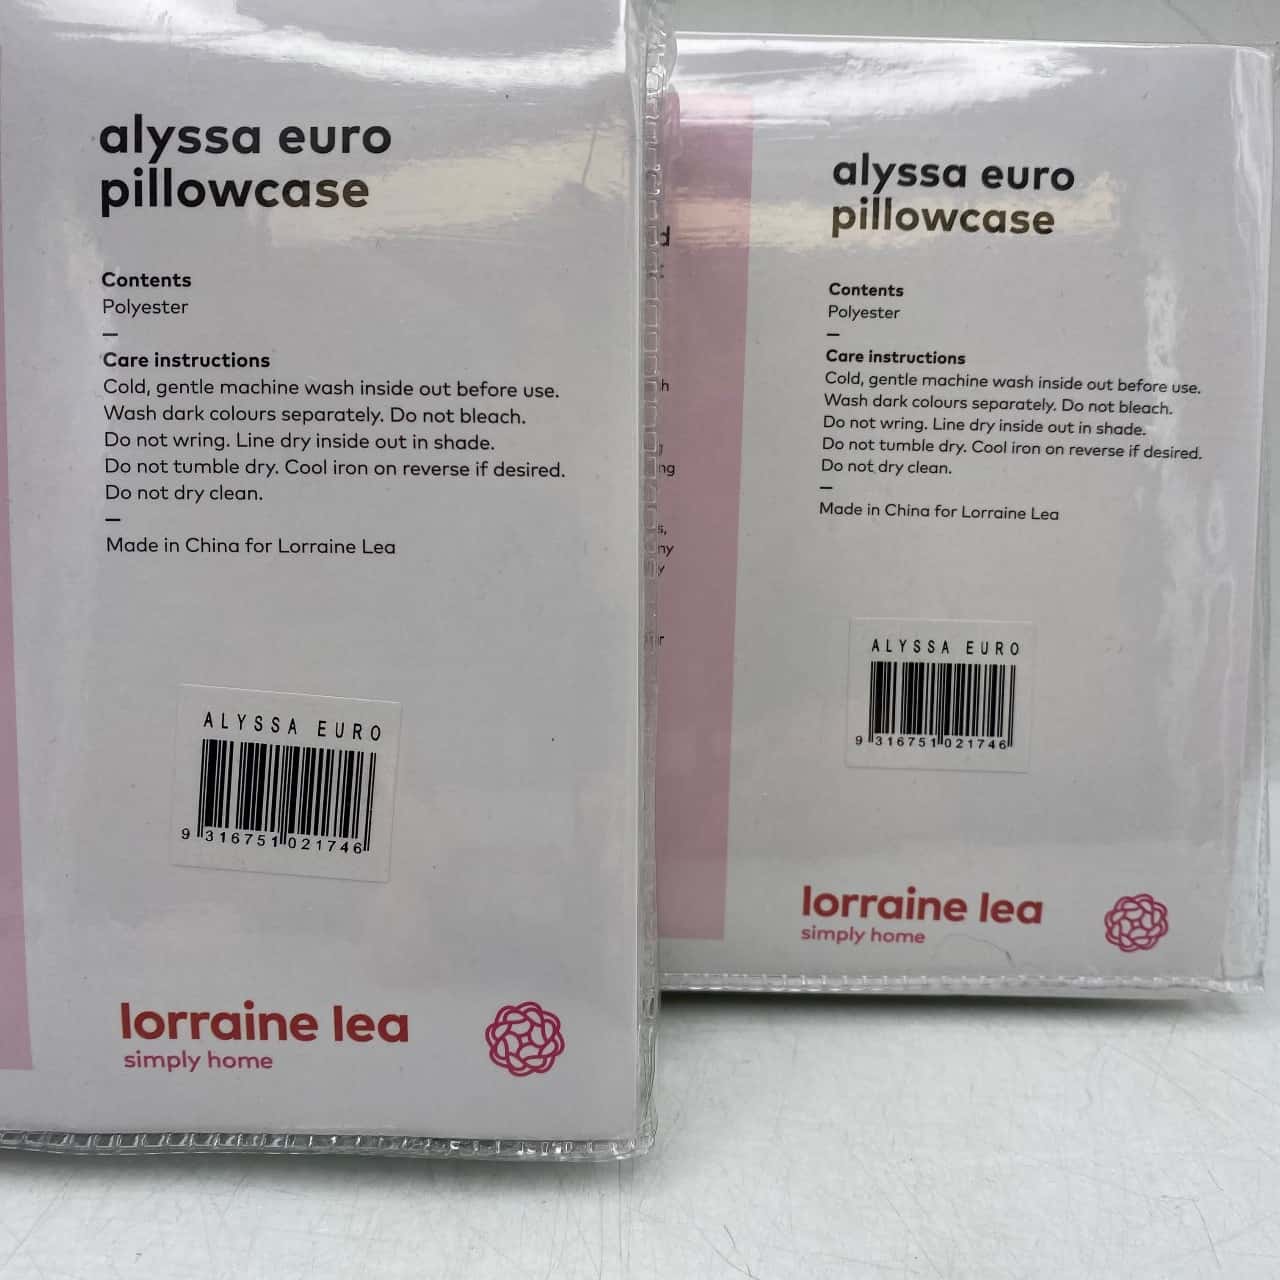 alyssa euro
pillowcase
Contents
Polyester
—
Care instructions
Cold, gentle machine wash inside out before use.
Wash dark colours separately. Do not bleach.
Do not wring. Line dry inside out in shade.
Do not tumble dry. Cool iron on reverse if desired.
Do not dry clean.
—
Made in China for Lorraine Lea
ALYSSA EURO
9 316751 021746
lorraine lea
simply home
alyssa euro
pillowcase
Contents
Polyester
—
Care instructions
Cold, gentle machine wash inside out before use.
Wash dark colours separately. Do not bleach.
Do not wring. Line dry inside out in shade.
Do not tumble dry. Cool iron on reverse if desired.
Do not dry clean.
—
Made in China for Lorraine Lea
ALYSSA EURO
9 316751 021746
lorraine lea
simply home